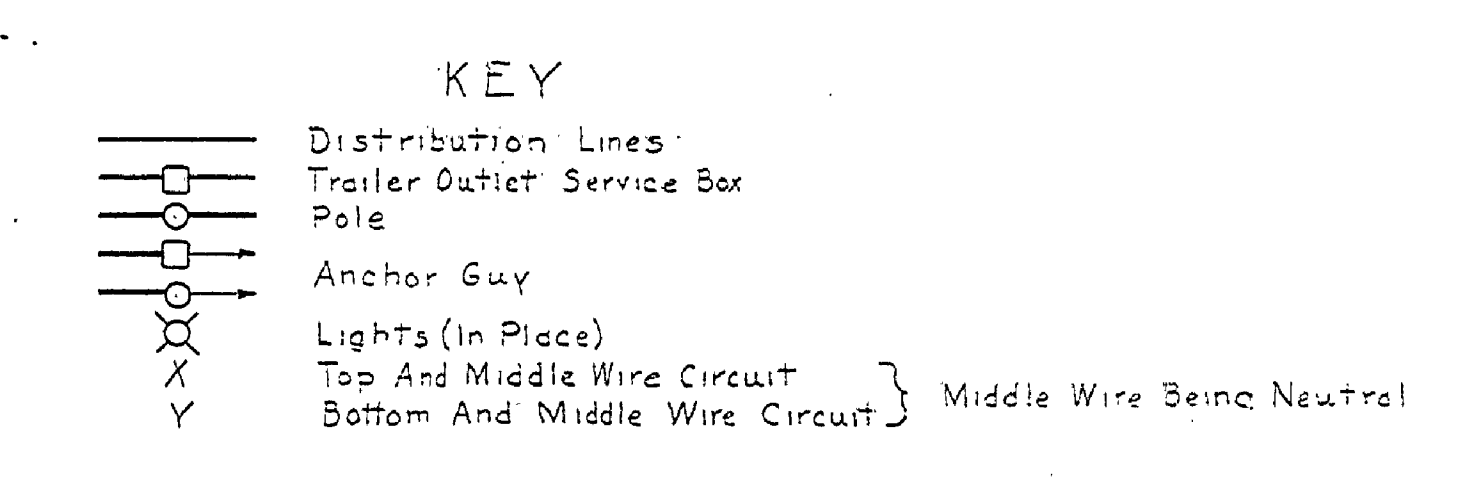 KEY
Distribution Lines
Trailer Outlet Service Box
Pole
Anchor Guy
Lights (In Place)
X Top And Middle Wire Circuit
Y Bottom And Middle Wire Circuit
Middle Wire Being Neutral